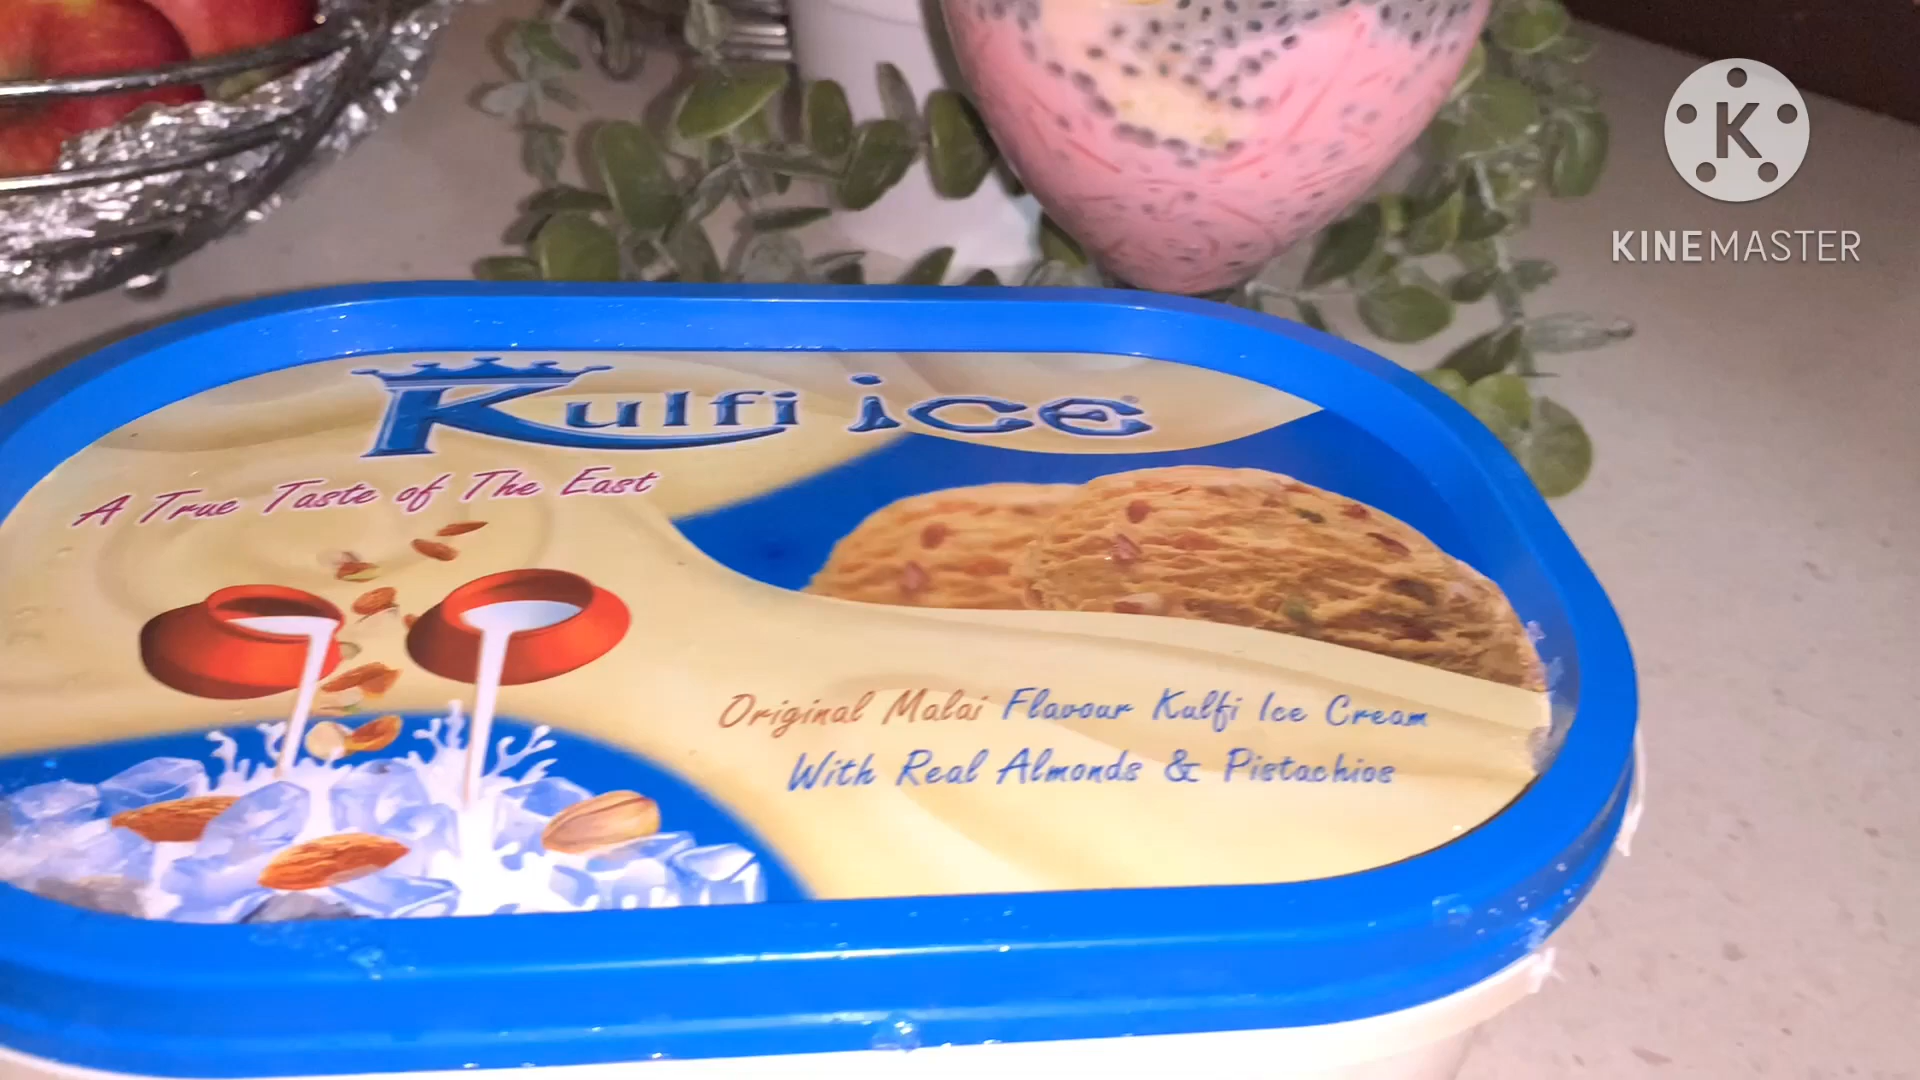 K
KINEMASTER
Kulfi ice
A True Taste of The East
Original Malai Flavour Kulfi Ice Cream
With Real Almonds & Pistachios